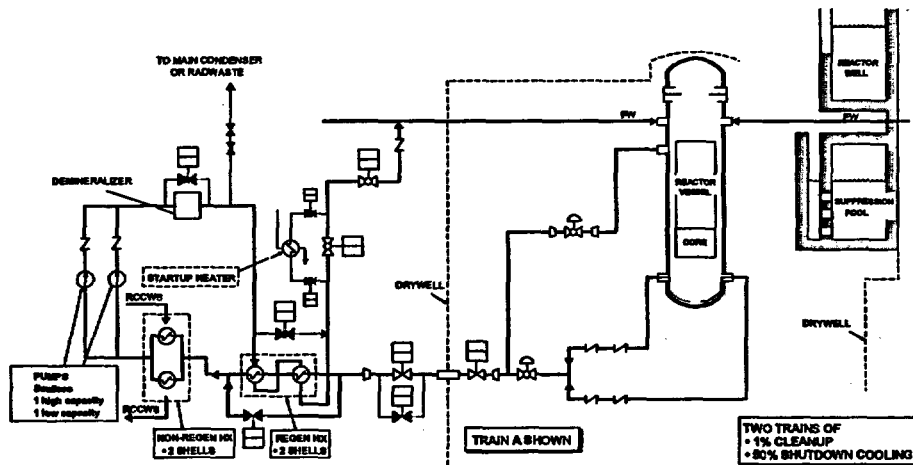 TO MAIN CONDENSER
OR RADWASTE
REACTOR
WELL
FW
FW
DEMINERALIZER
REACTOR
VESSEL
SUPPRESSION
POOL
CORE
STARTUP HEATER
DRYWELL
DRYWELL
RCCWS
PUMPS
1 high capacity
1 low capacity
RCCWS
NON-REGEN HX
• 2 SHELLS
REGEN HX
• 2 SHELLS
TRAIN A SHOWN
TWO TRAINS OF
• 1% CLEANUP
• 50% SHUTDOWN COOLING